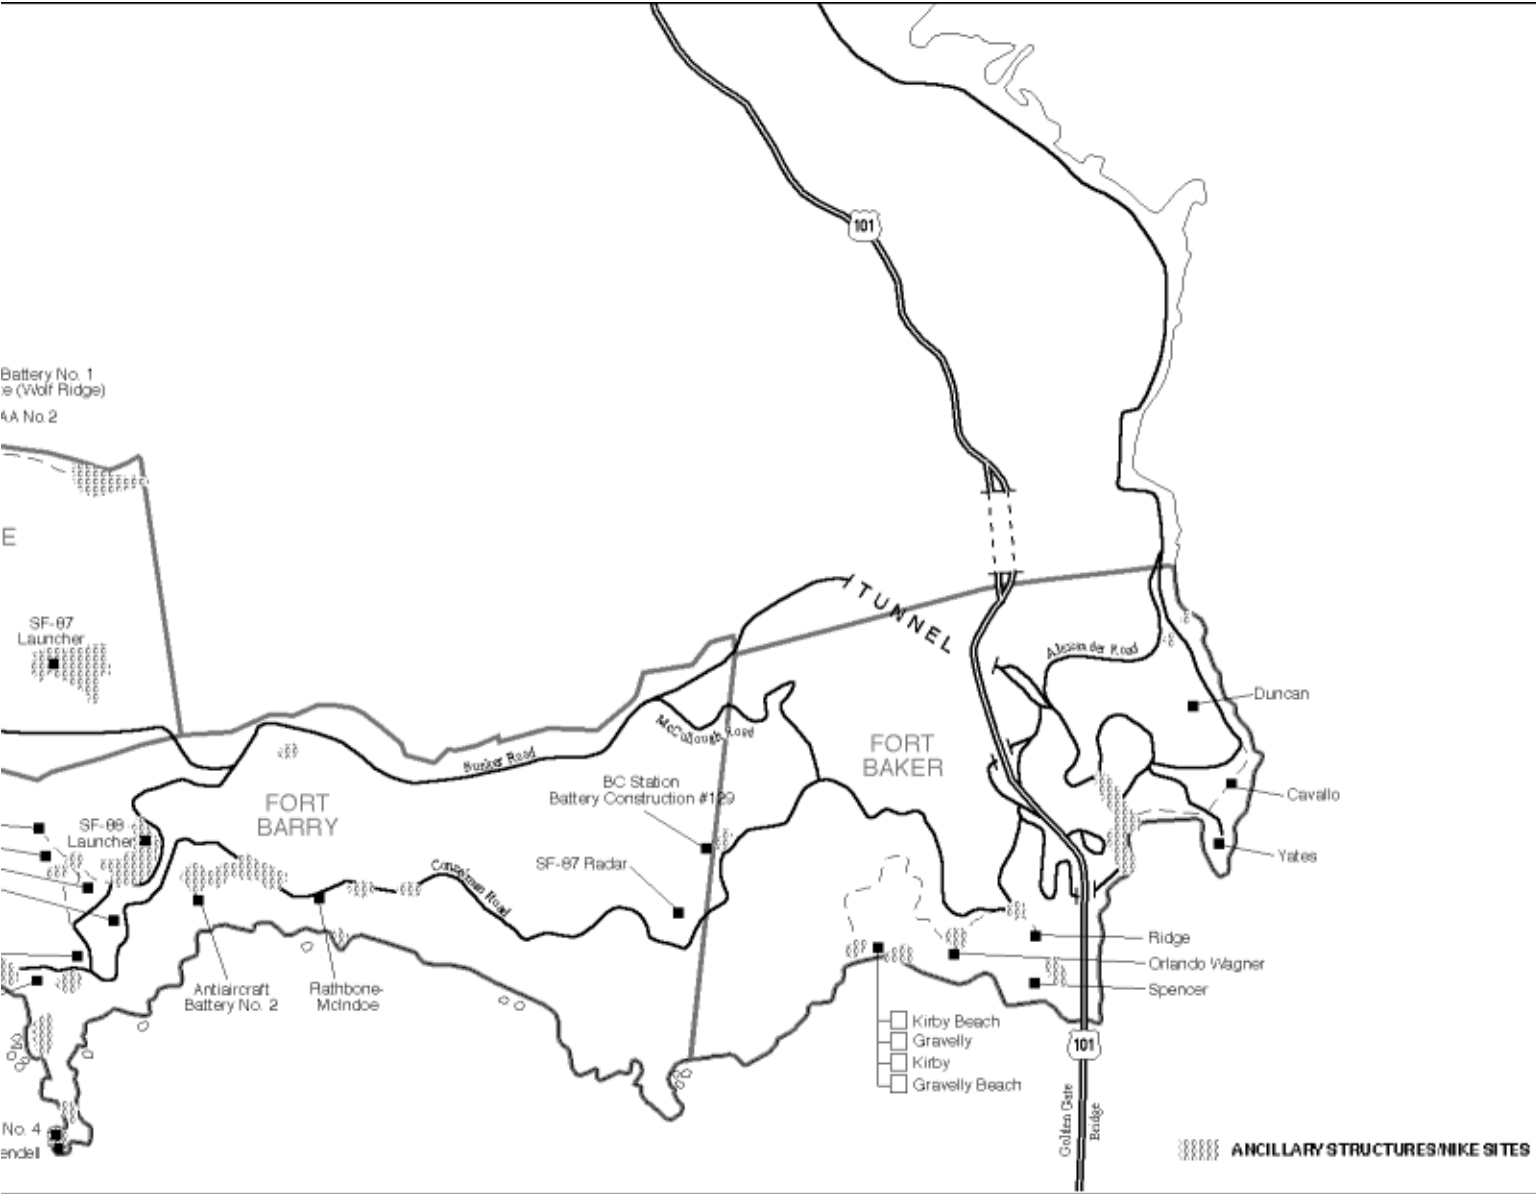 101
Battery No. 1
e (Wolf Ridge)
AA No. 2
E
SF-87
Launcher
TUNNEL
Alexander Road
Duncan
McCullough Road
Bunker Road
FORT
BAKER
BC Station
Battery Construction #129
Cavallo
FORT
BARRY
SF-88
Launcher
Yates
SF-87 Radar
Conzelman Road
Ridge
Orlando Wagner
Spencer
Antiaircraft
Battery No. 2
Rathbone-
McIndoe
Kirby Beach
Gravelly
Kirby
Gravelly Beach
101
Golden Gate
Bridge
No. 4
endell
ANCILLARY STRUCTURES/NIKE SITES